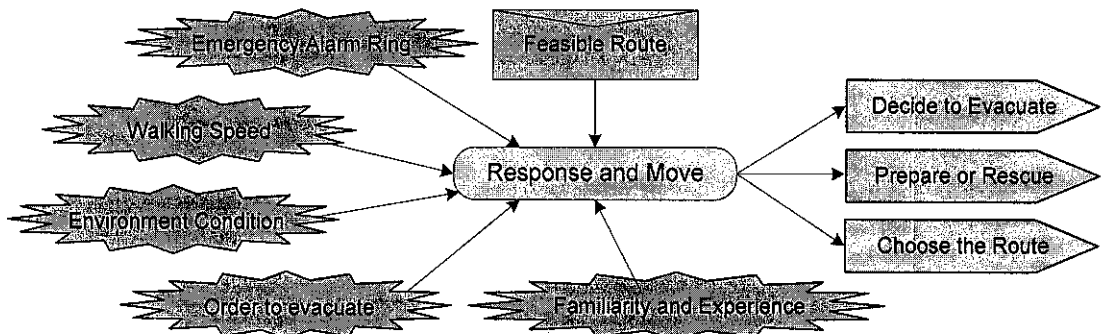 Emergency Alarm Ring
Feasible Route
Walking Speed
Decide to Evacuate
Response and Move
Prepare or Rescue
Environment Condition
Choose the Route
Order to evacuate
Familiarity and Experience